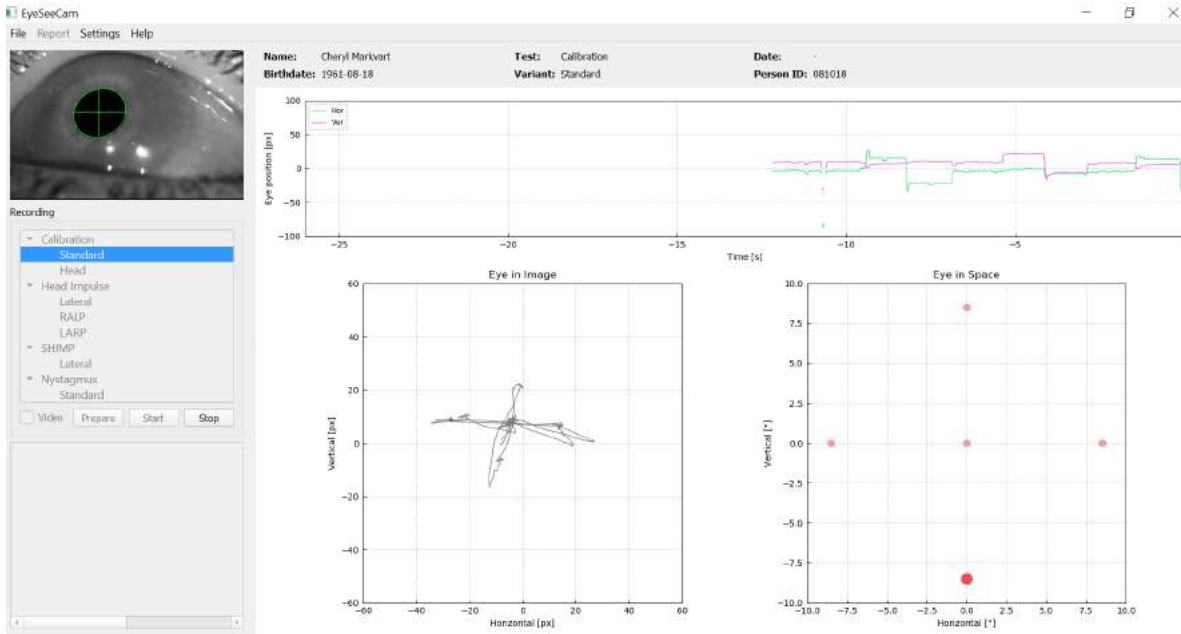 EyeSeeCam
File Report Settings Help
Name: Cheryl Markvart Test: Calibration Date: -
Birthdate: 1961-08-18 Variant: Standard Person ID: 081018
100
50
0
−50
−100
Eye position [px]
Hor
Ver
−25 −20 −15 −10 −5
Time [s]
Recording
Calibration
Standard
Head
Head Impulse
Lateral
RALP
LARP
SHIMP
Lateral
Nystagmus
Standard
Video Prepare Start Stop
Eye in Image
60
40
20
0
−20
−40
−60
Vertical [px]
−60 −40 −20 0 20 40 60
Horizontal [px]
Eye in Space
10.0
7.5
5.0
2.5
0.0
−2.5
−5.0
−7.5
−10.0
Vertical [°]
−10.0 −7.5 −5.0 −2.5 0.0 2.5 5.0 7.5 10.0
Horizontal [°]